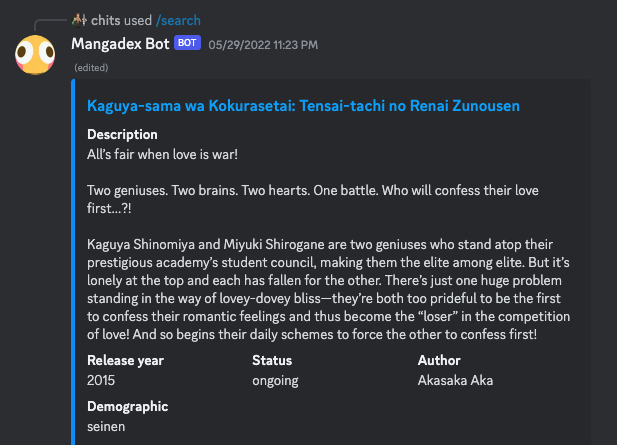 chits used /search
Mangadex Bot BOT 05/29/2022 11:23 PM
(edited)
Kaguya-sama wa Kokurasetai: Tensai-tachi no Renai Zunousen
Description
All's fair when love is war!
Two geniuses. Two brains. Two hearts. One battle. Who will confess their love
first...?!
Kaguya Shinomiya and Miyuki Shirogane are two geniuses who stand atop their
prestigious academy's student council, making them the elite among elite. But it's
lonely at the top and each has fallen for the other. There's just one huge problem
standing in the way of lovey-dovey bliss—they're both too prideful to be the first
to confess their romantic feelings and thus become the “loser” in the competition
of love! And so begins their daily schemes to force the other to confess first!
Release year Status Author
2015 ongoing Akasaka Aka
Demographic
seinen